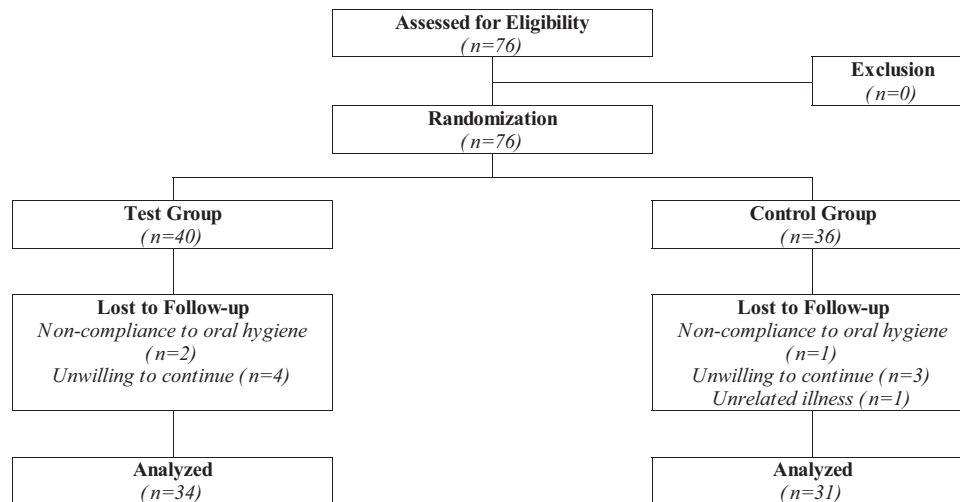 Assessed for Eligibility
(n=76)
Exclusion
(n=0)
Randomization
(n=76)
Test Group
(n=40)
Control Group
(n=36)
Lost to Follow-up
Non-compliance to oral hygiene
(n=2)
Unwilling to continue (n=4)
Lost to Follow-up
Non-compliance to oral hygiene
(n=1)
Unwilling to continue (n=3)
Unrelated illness (n=1)
Analyzed
(n=34)
Analyzed
(n=31)